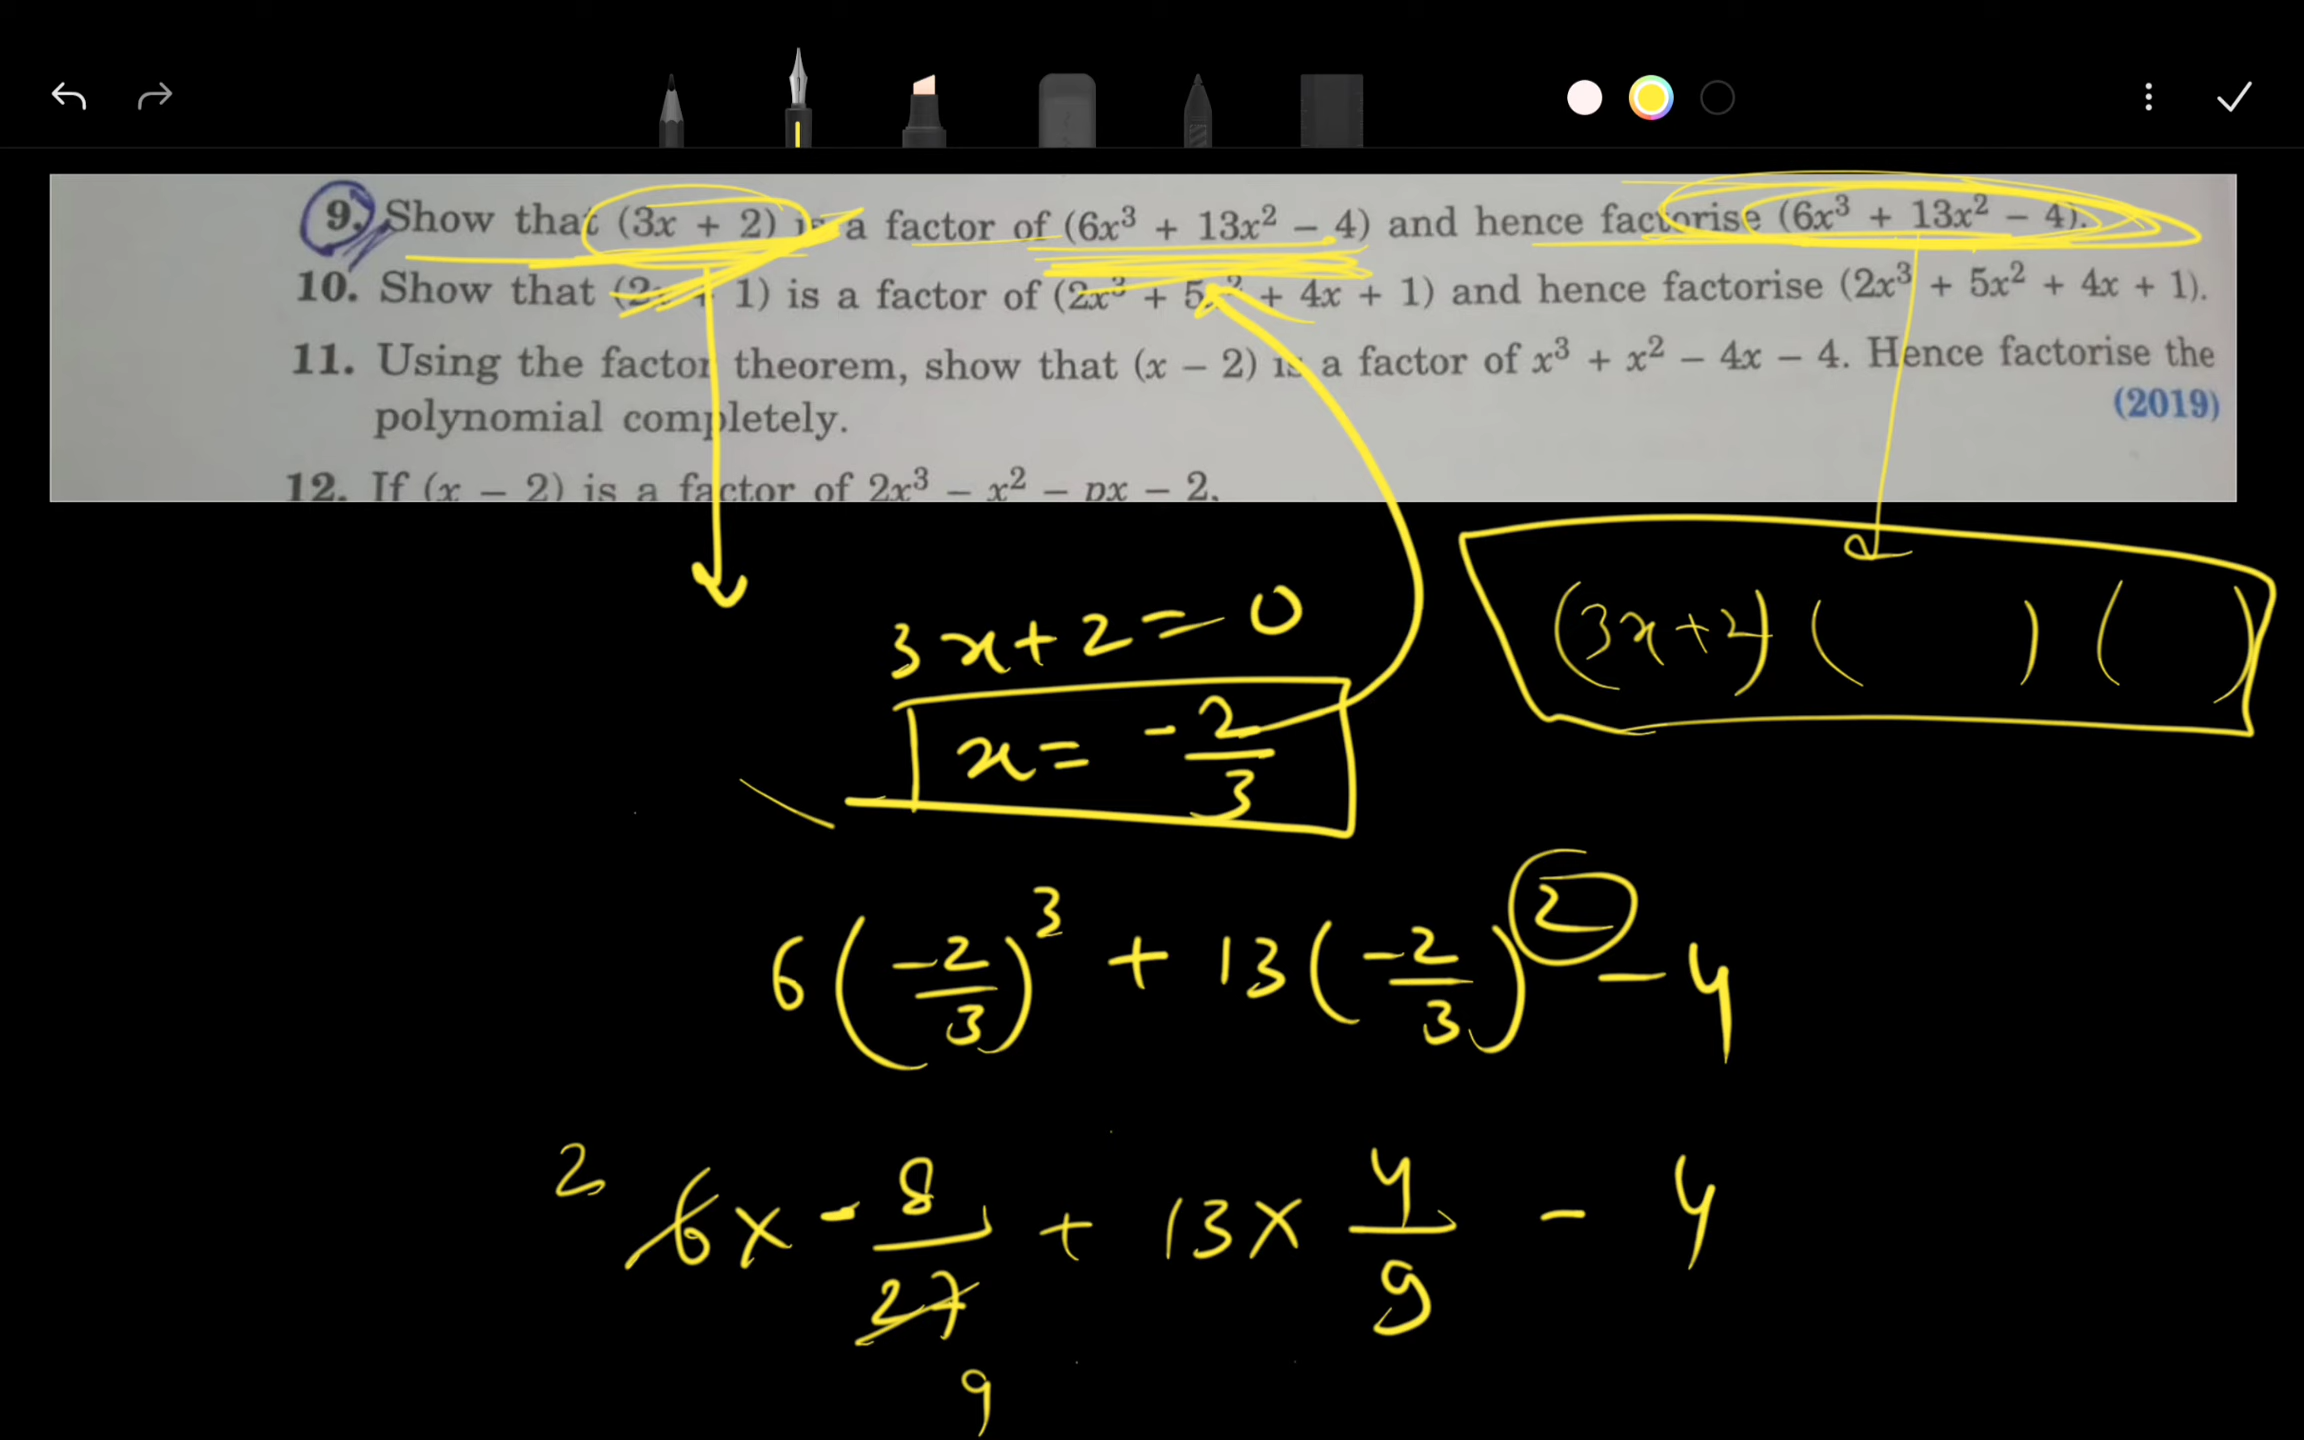 9. Show that (3x + 2) is a factor of (6x³ + 13x² – 4) and hence factorise (6x³ + 13x² – 4).
10. Show that (2x + 1) is a factor of (2x³ + 5x² + 4x + 1) and hence factorise (2x³ + 5x² + 4x + 1).
11. Using the factor theorem, show that (x – 2) is a factor of x³ + x² – 4x – 4. Hence factorise the
polynomial completely. (2019)
12. If (x – 2) is a factor of 2x³ – x² – px – 2,
3x+2=0
(3x+2) ( ) ( )
x = -2/3
6(-2/3)³ + 13(-2/3)² - 4
2
6x - 8/27 + 13x 4/9 - 4
9